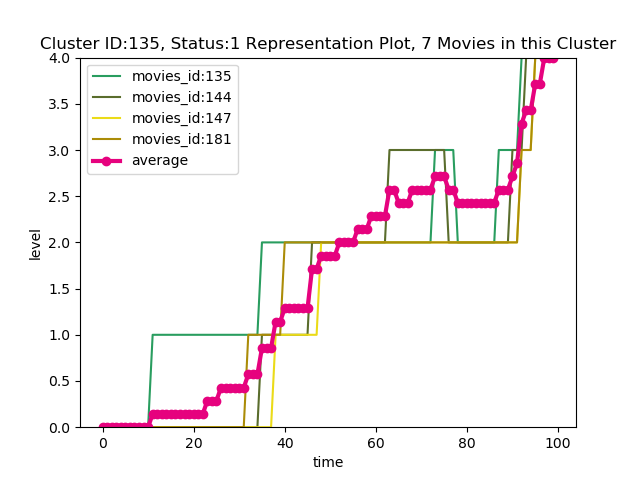 Cluster ID:135, Status:1 Representation Plot, 7 Movies in this Cluster
movies_id:135
movies_id:144
movies_id:147
movies_id:181
average
4.0
3.5
3.0
2.5
2.0
1.5
1.0
0.5
0.0
level
0 20 40 60 80 100
time